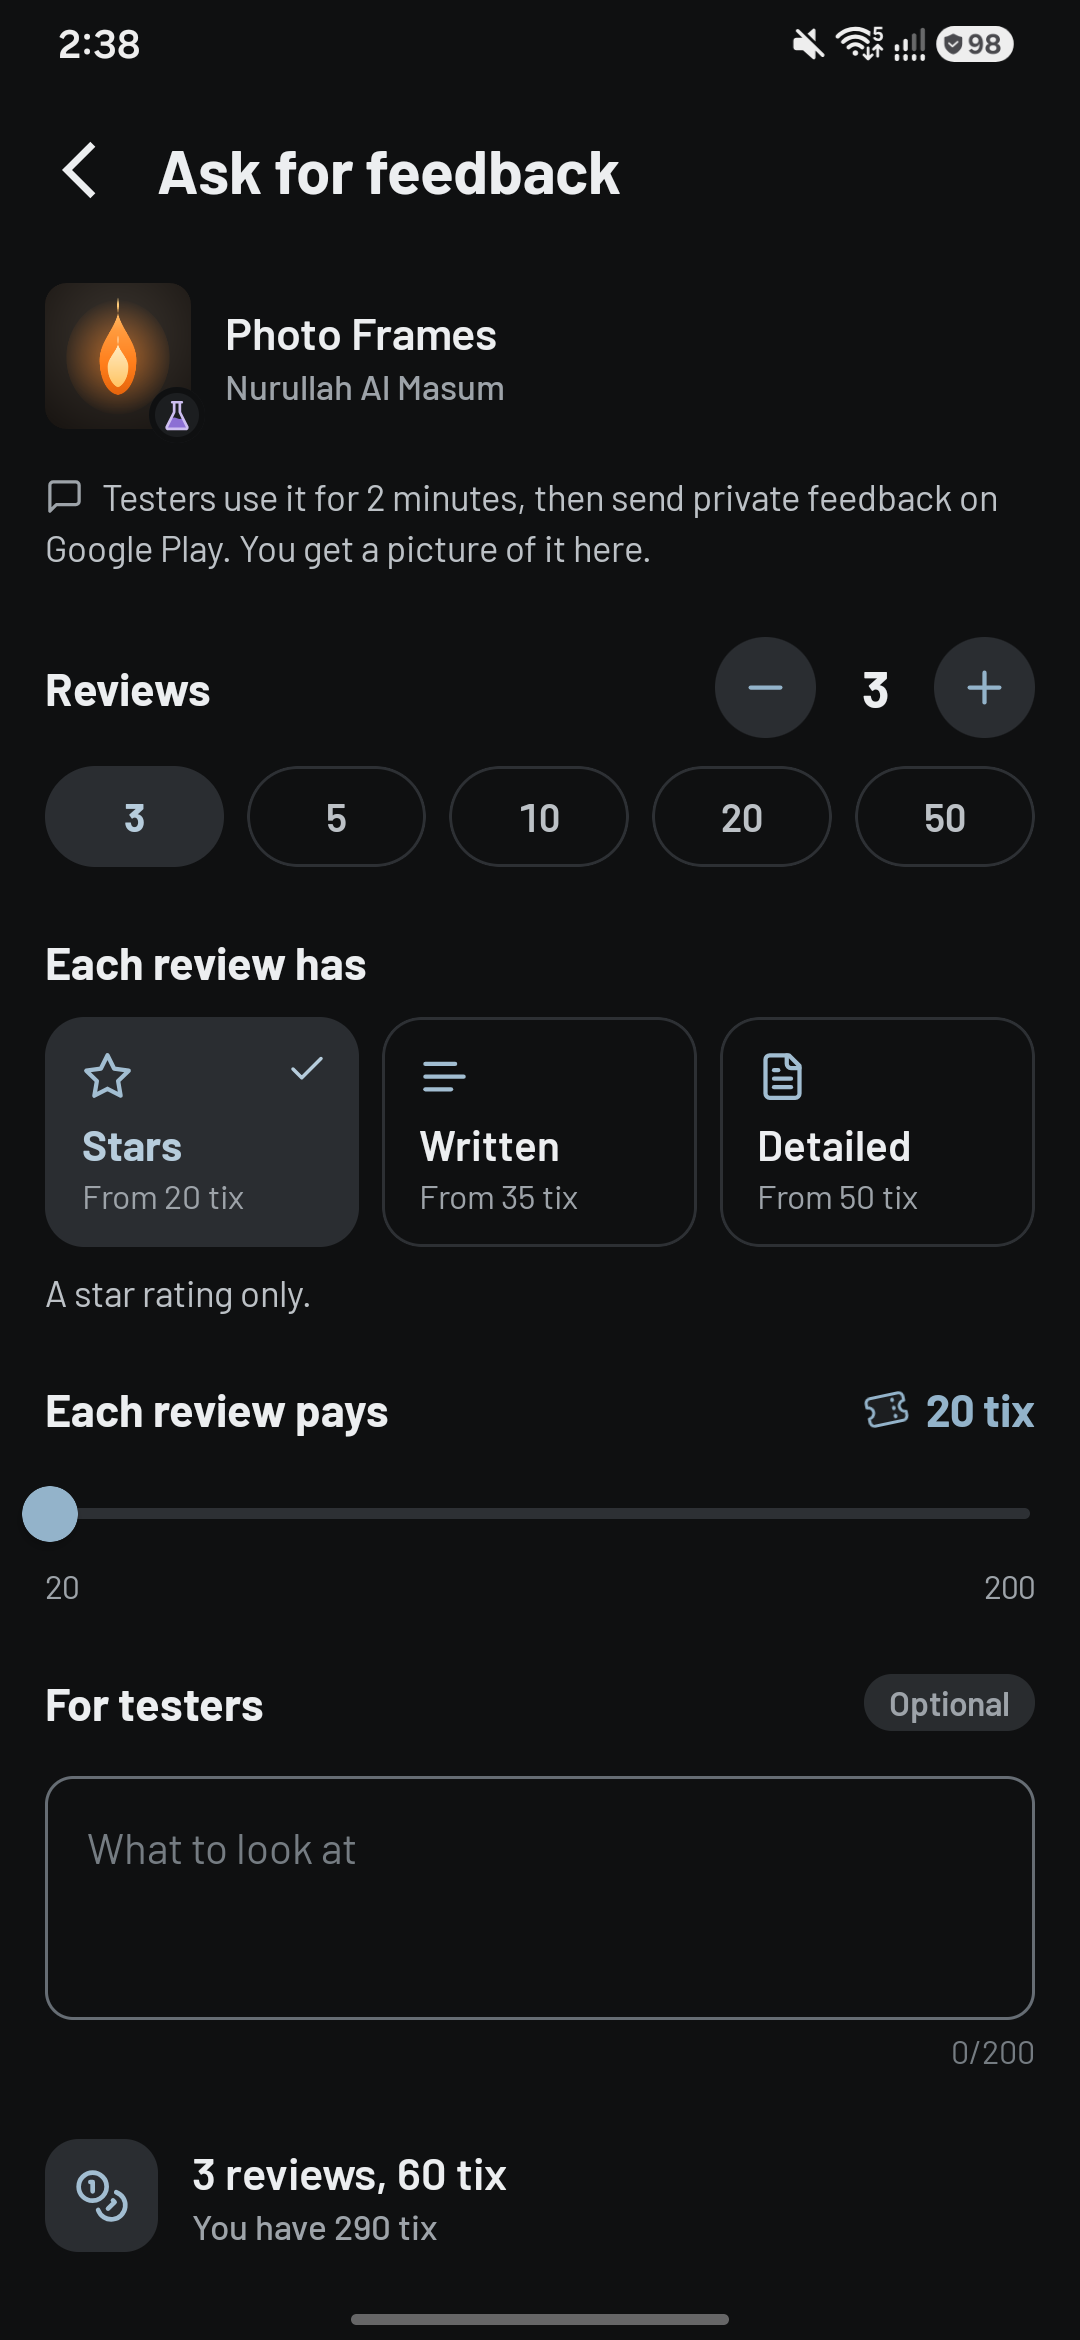 2:38
5
98
Ask for feedback
Photo Frames
Nurullah Al Masum
Testers use it for 2 minutes, then send private feedback on
Google Play. You get a picture of it here.
Reviews
3
3 5 10 20 50
Each review has
Stars Written Detailed
From 20 tix From 35 tix From 50 tix
A star rating only.
Each review pays 20 tix
20 200
For testers Optional
What to look at
0/200
3 reviews, 60 tix
You have 290 tix